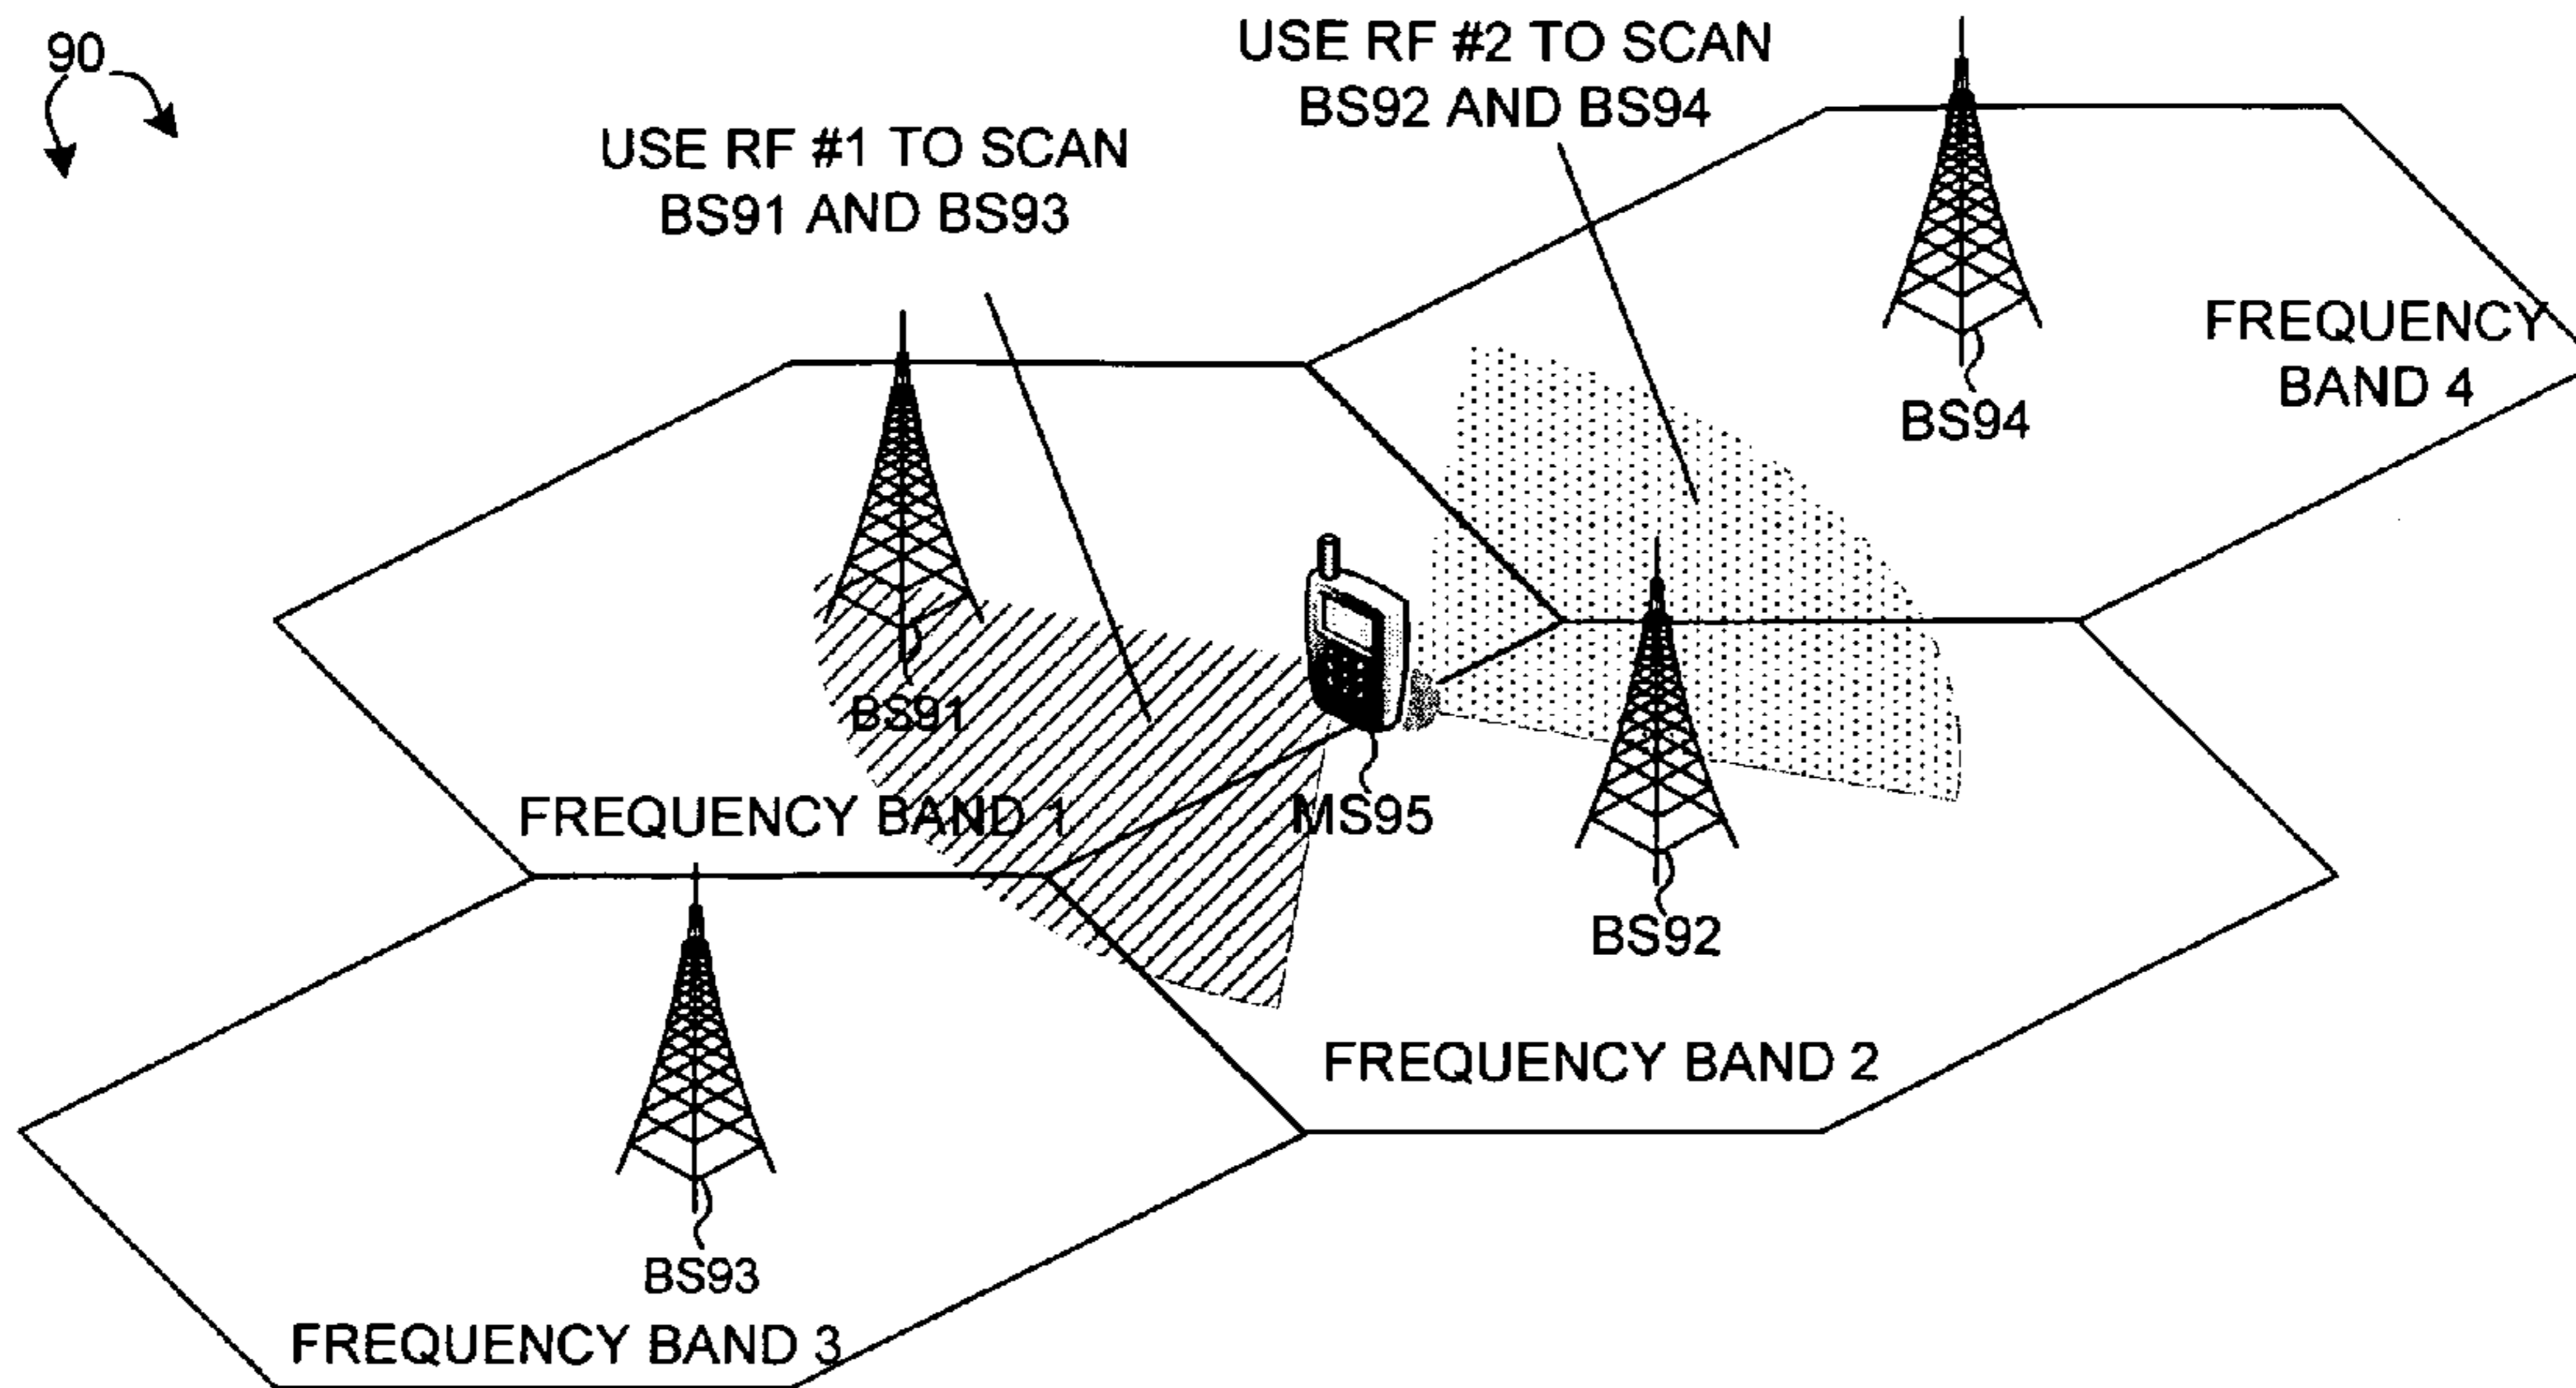 90
USE RF #2 TO SCAN
BS92 AND BS94
USE RF #1 TO SCAN
BS91 AND BS93
FREQUENCY
BAND 4
BS94
BS91
MS95
FREQUENCY BAND 1
BS92
FREQUENCY BAND 2
BS93
FREQUENCY BAND 3